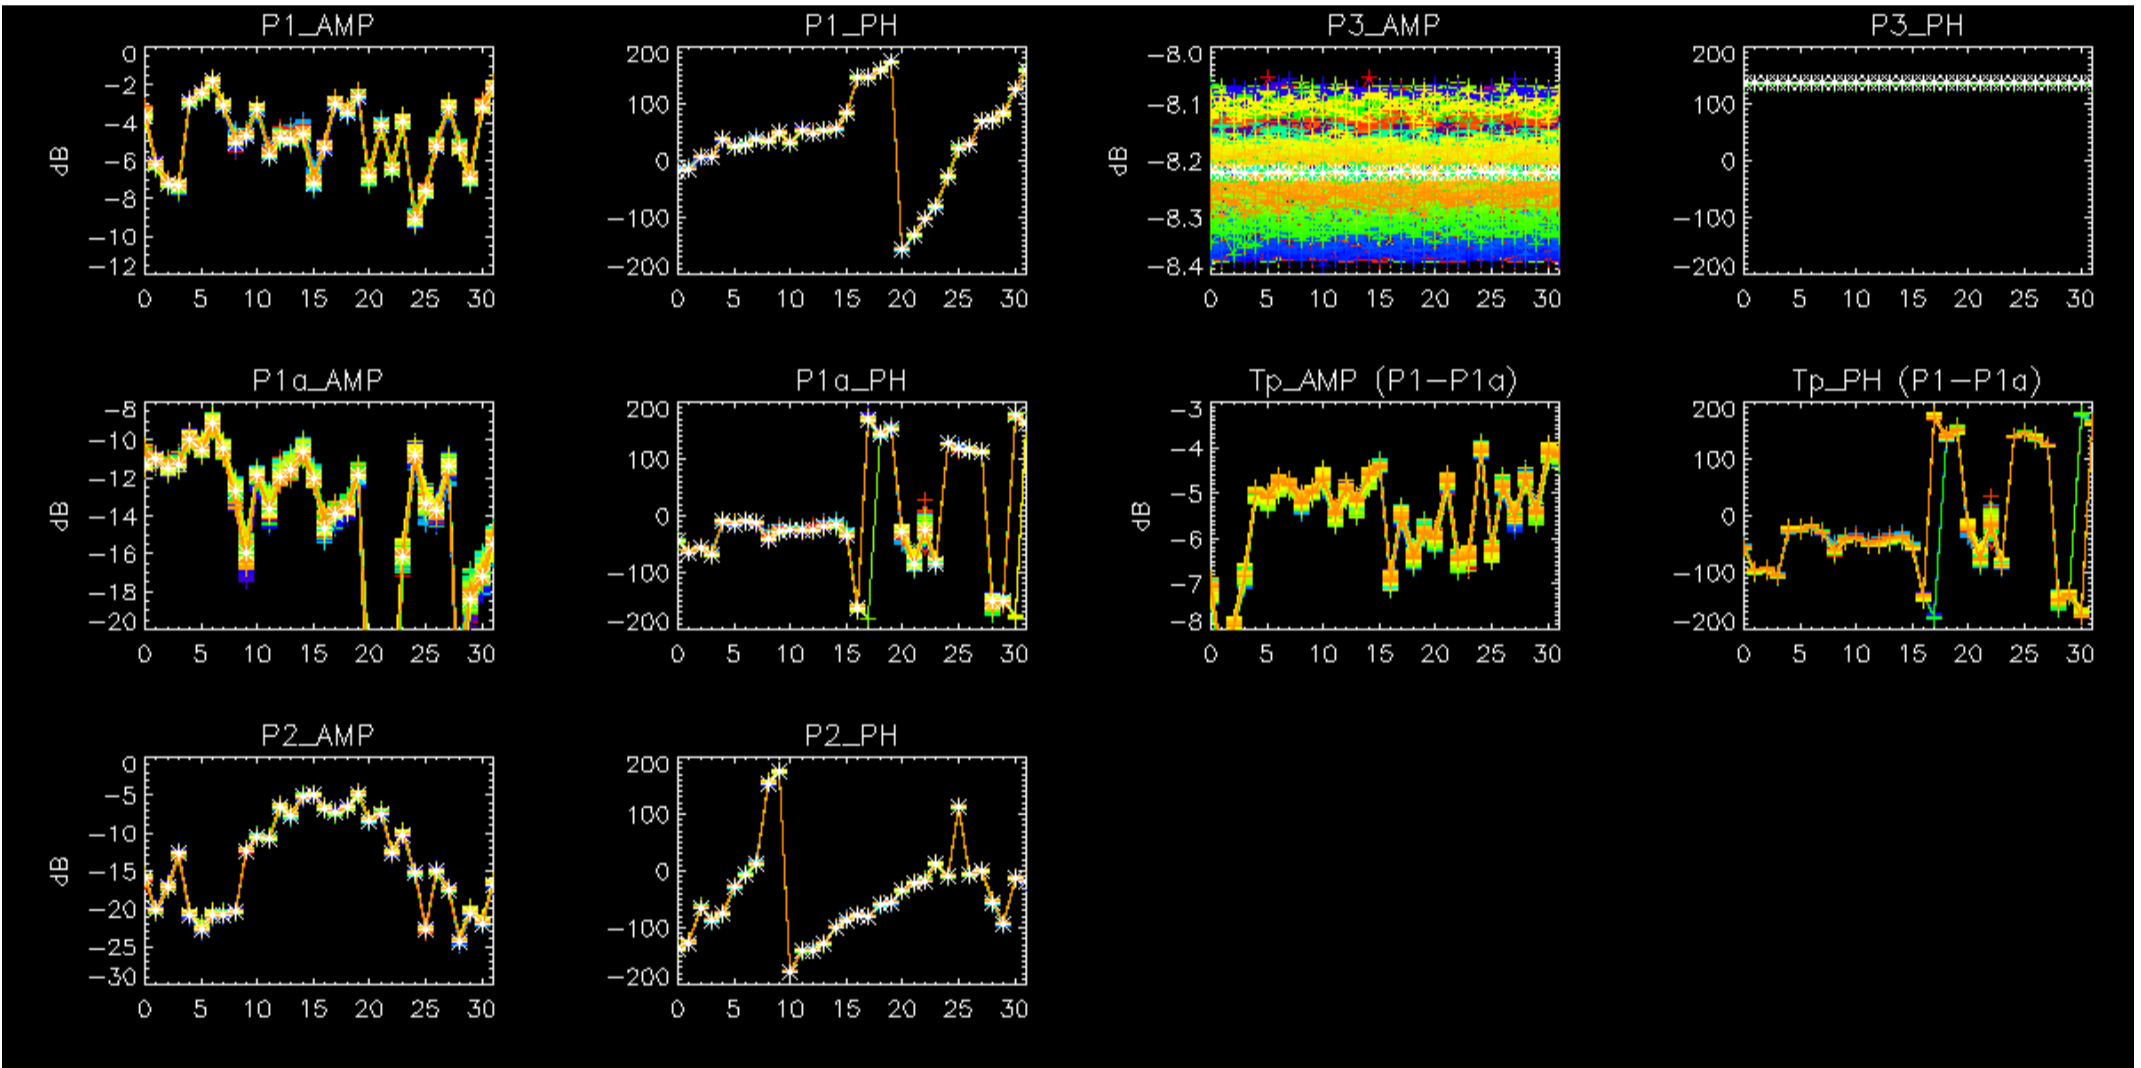 P1_AMP
0
−2
−4
−6
−8
−10
−12
dB
0 5 10 15 20 25 30
P1_PH
200
100
0
−100
−200
0 5 10 15 20 25 30
P3_AMP
−8.0
−8.1
−8.2
−8.3
−8.4
dB
0 5 10 15 20 25 30
P3_PH
200
100
0
−100
−200
0 5 10 15 20 25 30
P1a_AMP
−8
−10
−12
−14
−16
−18
−20
dB
0 5 10 15 20 25 30
P1a_PH
200
100
0
−100
−200
0 5 10 15 20 25 30
Tp_AMP (P1−P1a)
−3
−4
−5
−6
−7
−8
dB
0 5 10 15 20 25 30
Tp_PH (P1−P1a)
200
100
0
−100
−200
0 5 10 15 20 25 30
P2_AMP
0
−5
−10
−15
−20
−25
−30
dB
0 5 10 15 20 25 30
P2_PH
200
100
0
−100
−200
0 5 10 15 20 25 30